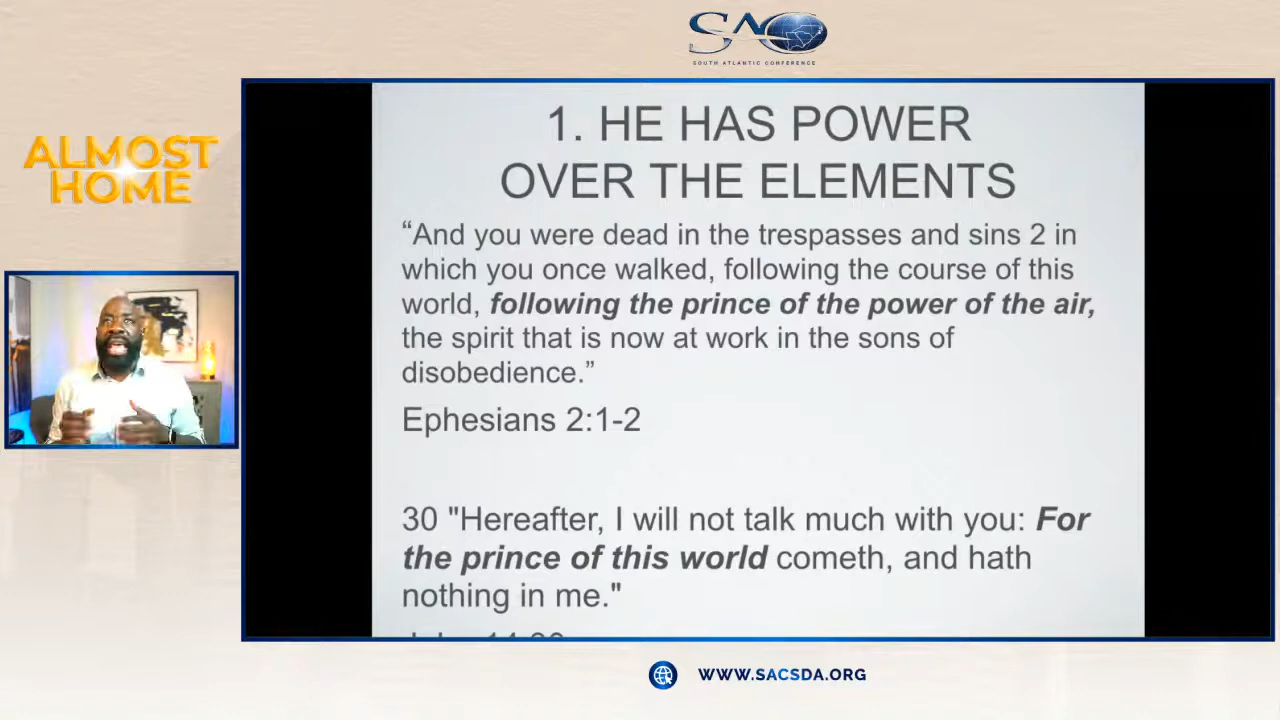 SAC
SOUTH ATLANTIC CONFERENCE
ALMOST
HOME
1. HE HAS POWER
OVER THE ELEMENTS
“And you were dead in the trespasses and sins 2 in
which you once walked, following the course of this
world, following the prince of the power of the air,
the spirit that is now at work in the sons of
disobedience.”
Ephesians 2:1-2
30 "Hereafter, I will not talk much with you: For
the prince of this world cometh, and hath
nothing in me."
WWW.SACSDA.ORG